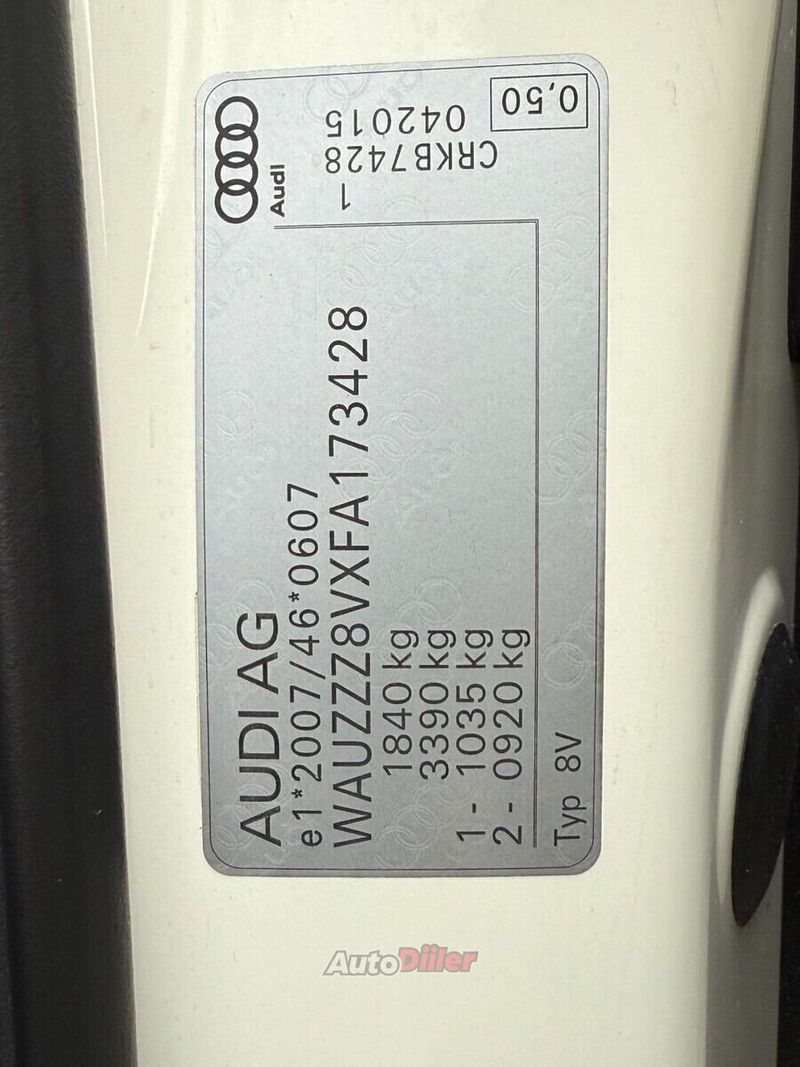 AUDI AG
e1*2007/46*0607
WAUZZZ8VXFA173428
1840 kg
3390 kg
1- 1035 kg
2- 0920 kg
Typ 8V
Audi
1
CRKB7428
042015
0,50
AutoDiiler